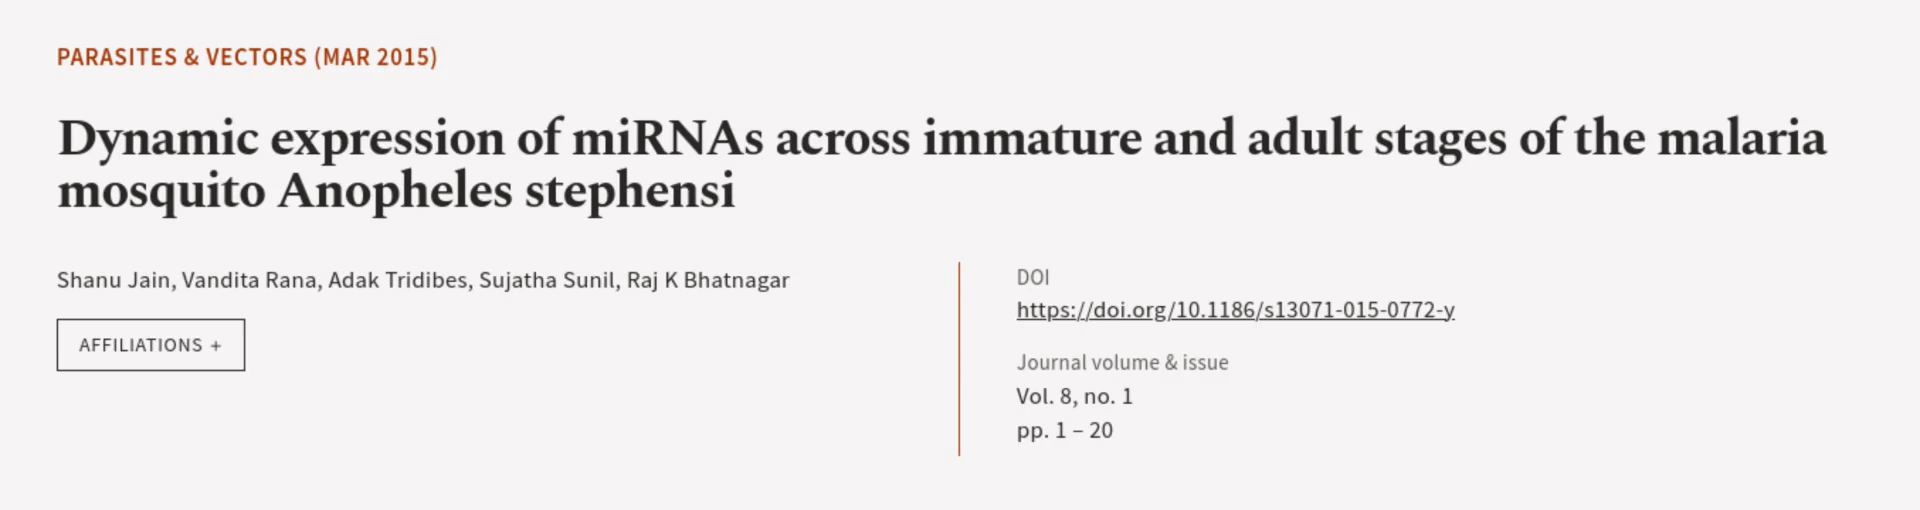 PARASITES & VECTORS (MAR 2015)
Dynamic expression of miRNAs across immature and adult stages of the malaria
mosquito Anopheles stephensi
Shanu Jain, Vandita Rana, Adak Tridibes, Sujatha Sunil, Raj K Bhatnagar
AFFILIATIONS +
DOI
https://doi.org/10.1186/s13071-015-0772-y
Journal volume & issue
Vol. 8, no. 1
pp. 1 – 20